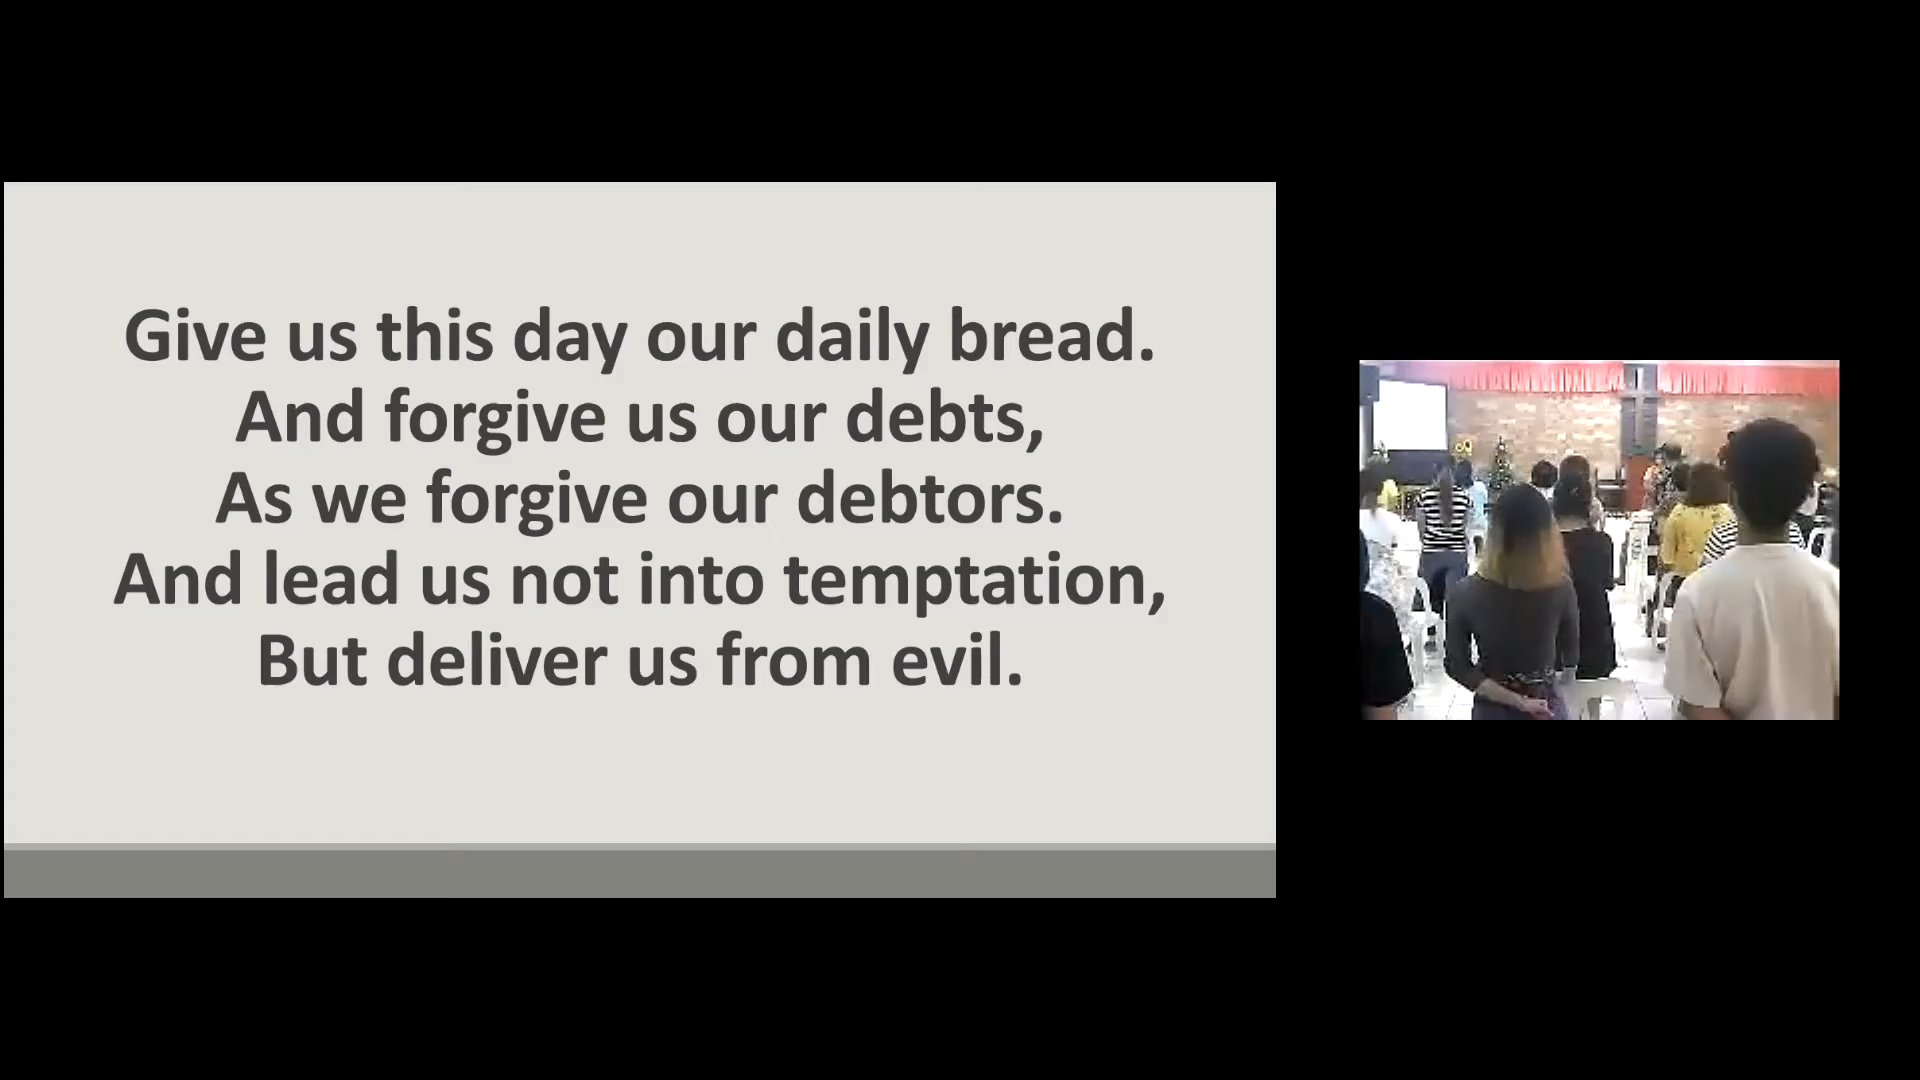 Give us this day our daily bread.
And forgive us our debts,
As we forgive our debtors.
And lead us not into temptation,
But deliver us from evil.